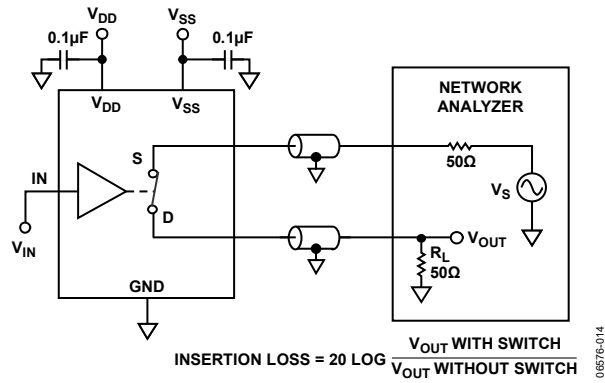 VDD
VSS
0.1µF
0.1µF
VDD
VSS
NETWORK
ANALYZER
50Ω
VS
S
IN
D
VIN
VOUT
RL
50Ω
GND
INSERTION LOSS = 20 LOG VOUT WITH SWITCH
VOUT WITHOUT SWITCH
06576-014